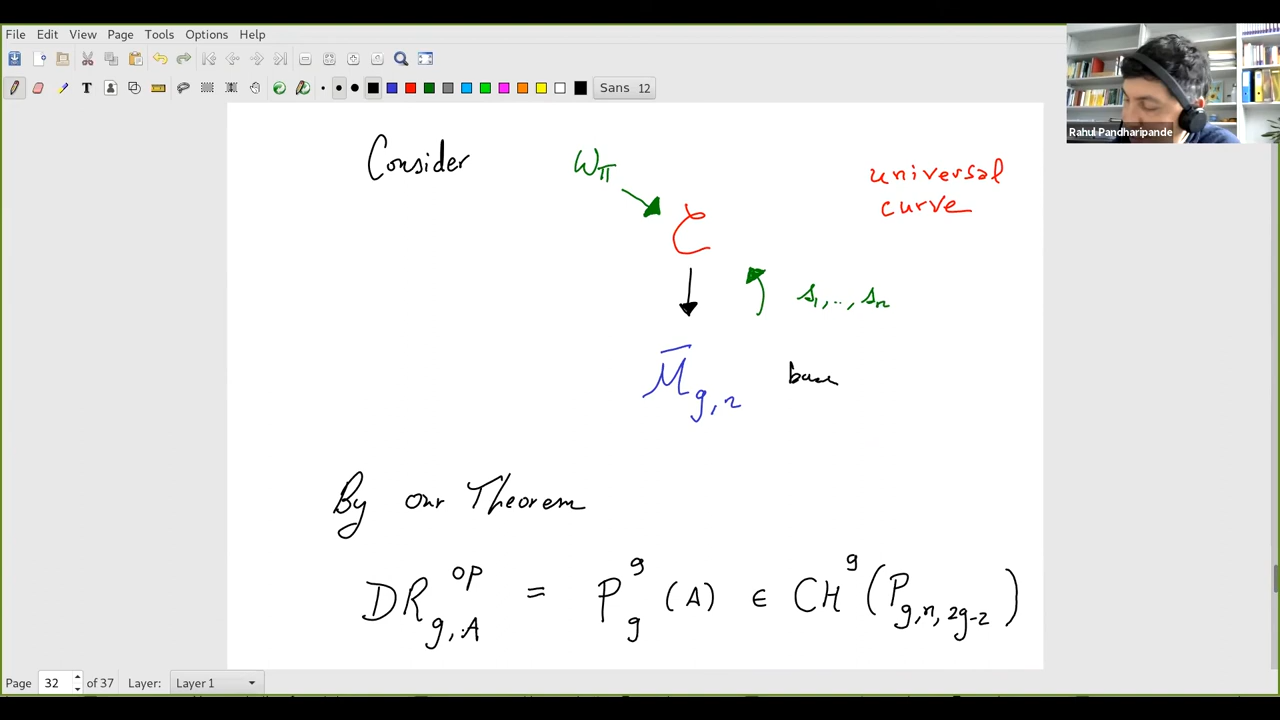 File Edit View Page Tools Options Help
Sans 12
Rahul Pandharipande
Consider
ω_π
universal
curve
C
s_1, .., s_n
M̅_{g,n}
base
By our Theorem
DR^{op}_{g,A} = P^g_g (A) ∈ CH^g (P_{g,n,2g-2})
Page 32 of 37 Layer: Layer 1